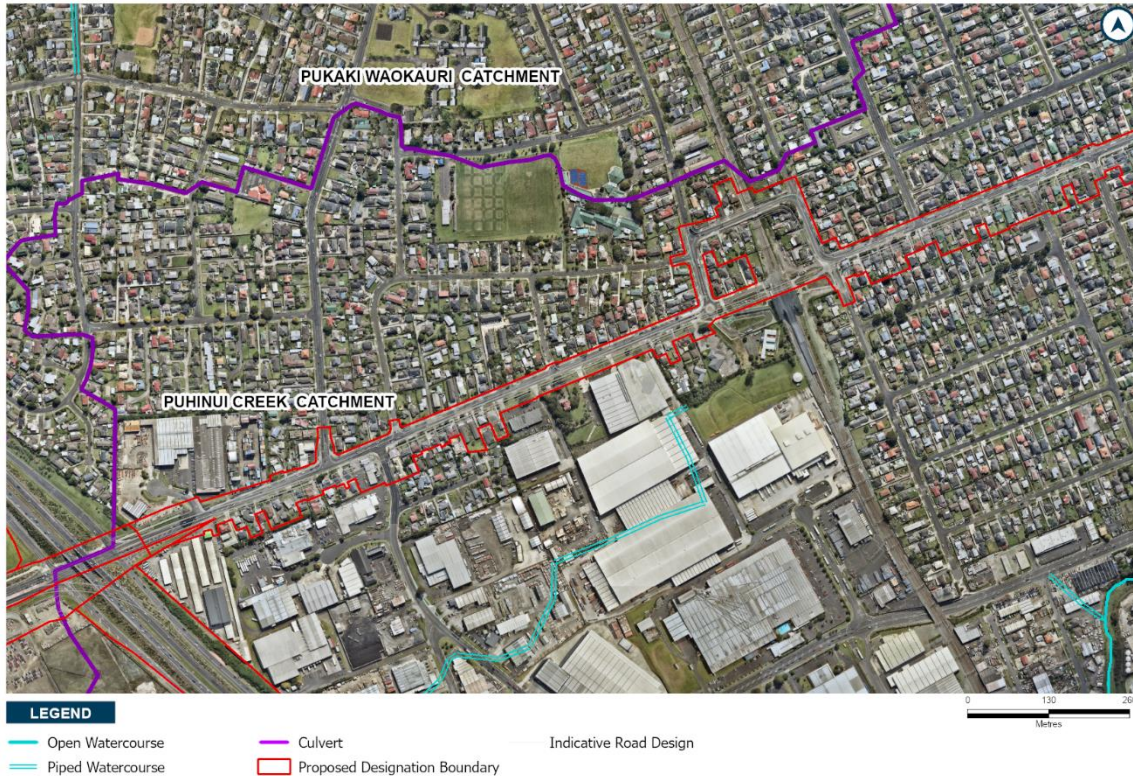 PUKAKI WAOKAURI CATCHMENT
PUHINUI CREEK CATCHMENT
LEGEND
Open Watercourse
Piped Watercourse
Culvert
Proposed Designation Boundary
Indicative Road Design
0 130 26
Metres